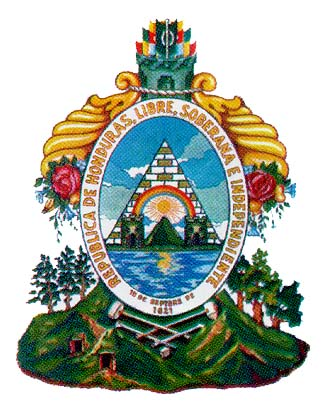 REPUBLICA DE HONDURAS, LIBRE, SOBERANA E INDEPENDIENTE
15 DE SEPTBRE DE
1821